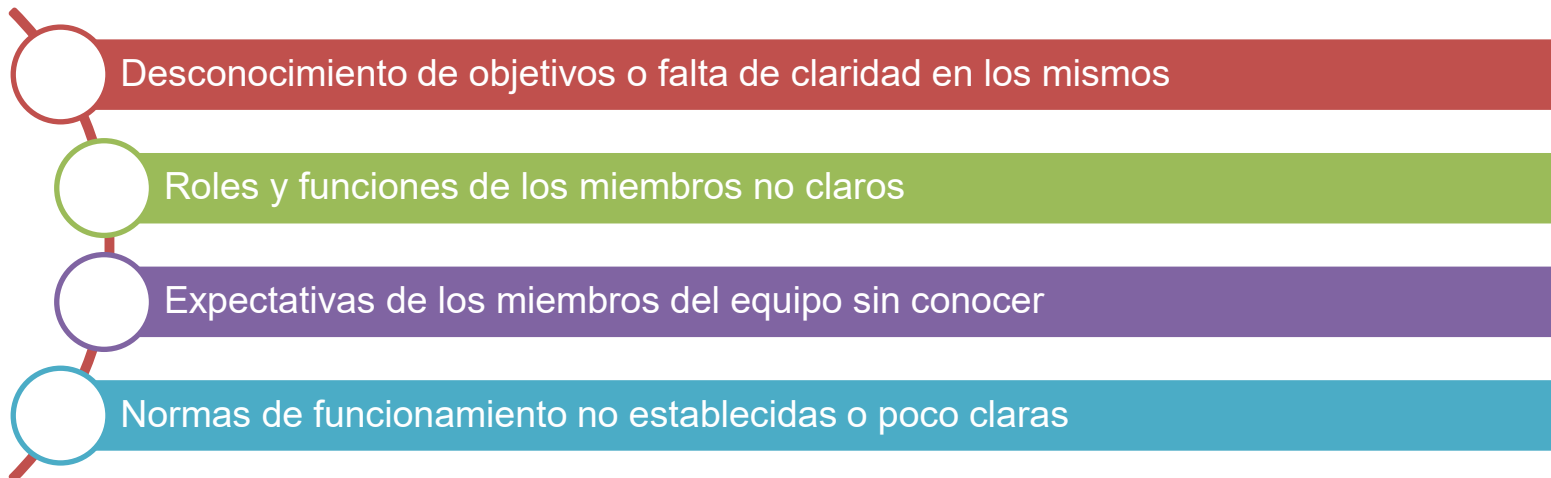 Desconocimiento de objetivos o falta de claridad en los mismos
Roles y funciones de los miembros no claros
Expectativas de los miembros del equipo sin conocer
Normas de funcionamiento no establecidas o poco claras